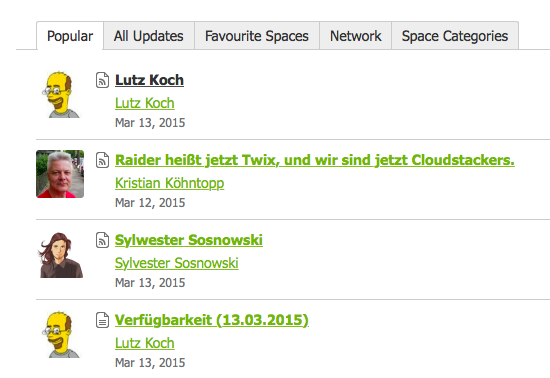 Popular All Updates Favourite Spaces Network Space Categories
Lutz Koch
Lutz Koch
Mar 13, 2015
Raider heißt jetzt Twix, und wir sind jetzt Cloudstackers.
Kristian Köhntopp
Mar 12, 2015
Sylwester Sosnowski
Sylvester Sosnowski
Mar 13, 2015
Verfügbarkeit (13.03.2015)
Lutz Koch
Mar 13, 2015